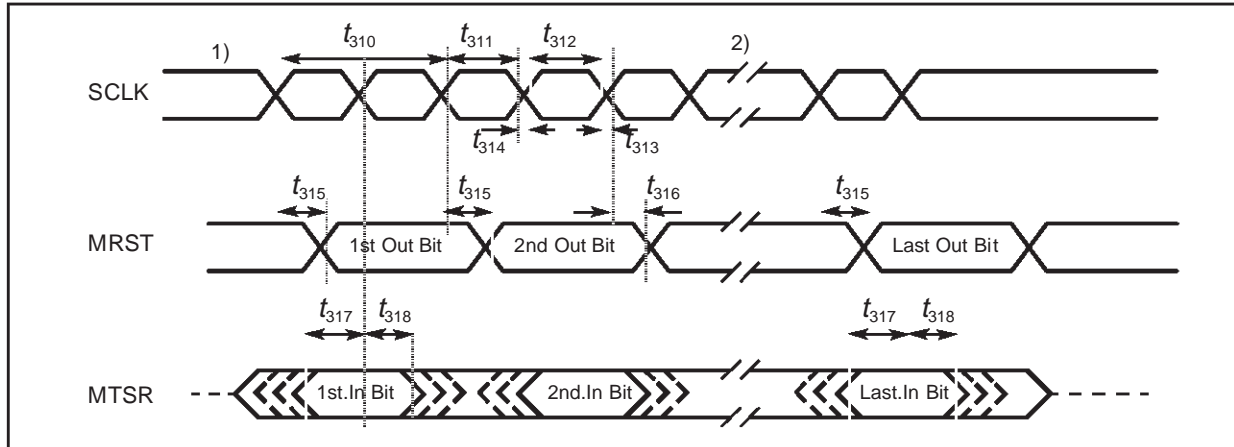 1) t310 t311 t312 2)
SCLK
t314 t313
t315 t315 t316 t315
MRST 1st Out Bit 2nd Out Bit Last Out Bit
t317 t318 t317 t318
MTSR 1st.In Bit 2nd.In Bit Last.In Bit